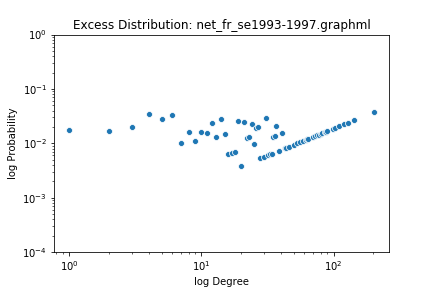 Excess Distribution: net_fr_se1993-1997.graphml
10⁰
10⁻¹
10⁻²
10⁻³
10⁻⁴
log Probability
10⁰ 10¹ 10²
log Degree